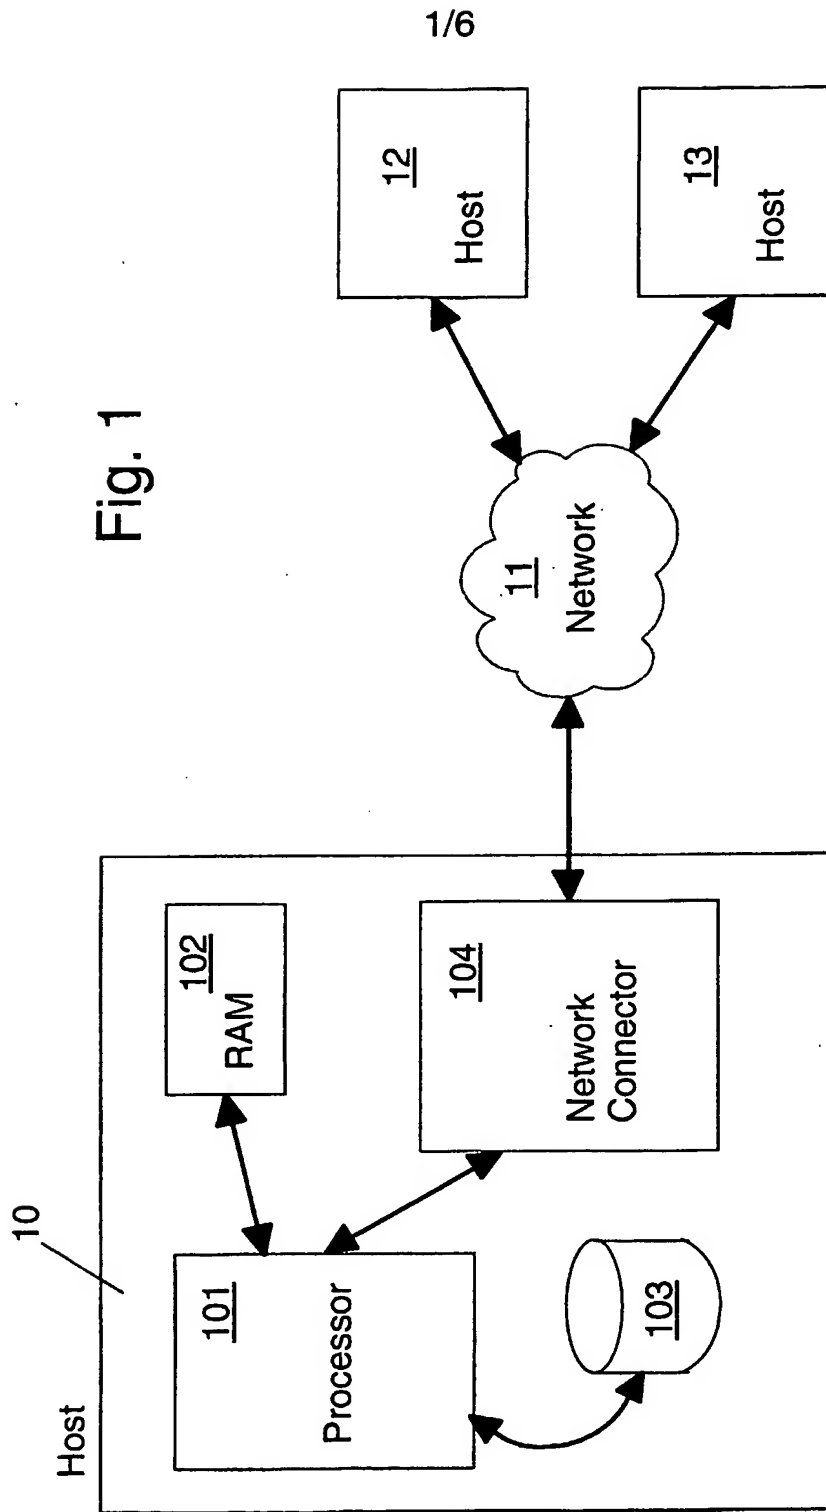 1/6
Fig. 1
Host
10
101
Processor
102
RAM
103
104
Network
Connector
11
Network
12
Host
13
Host